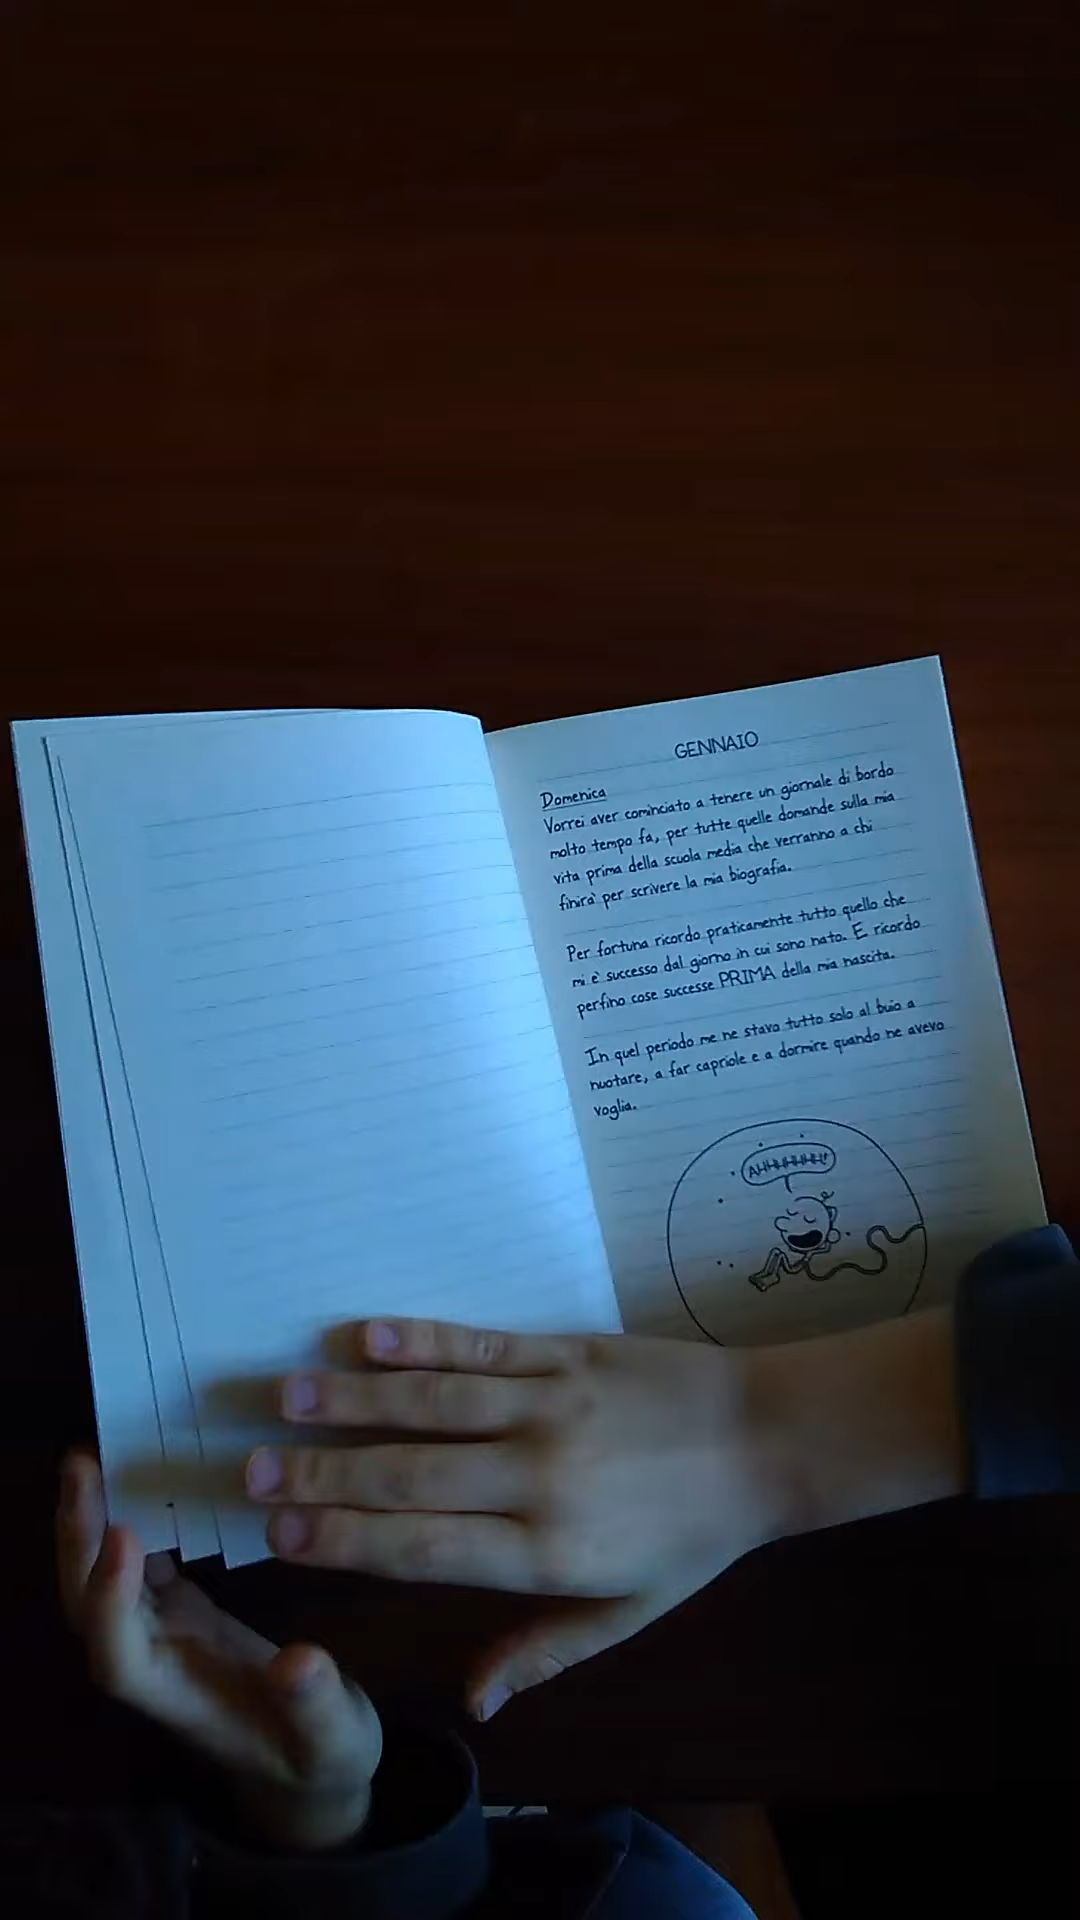 GENNAIO
Domenica
Vorrei aver cominciato a tenere un giornale di bordo
molto tempo fa, per tutte quelle domande sulla mia
vita prima della scuola media che verranno a chi
finirà per scrivere la mia biografia.
Per fortuna ricordo praticamente tutto quello che
mi è successo dal giorno in cui sono nato. E ricordo
perfino cose successe PRIMA della mia nascita.
In quel periodo me ne stavo tutto solo al buio a
nuotare, a far capriole e a dormire quando ne avevo
voglia.
AHHHHHHH!